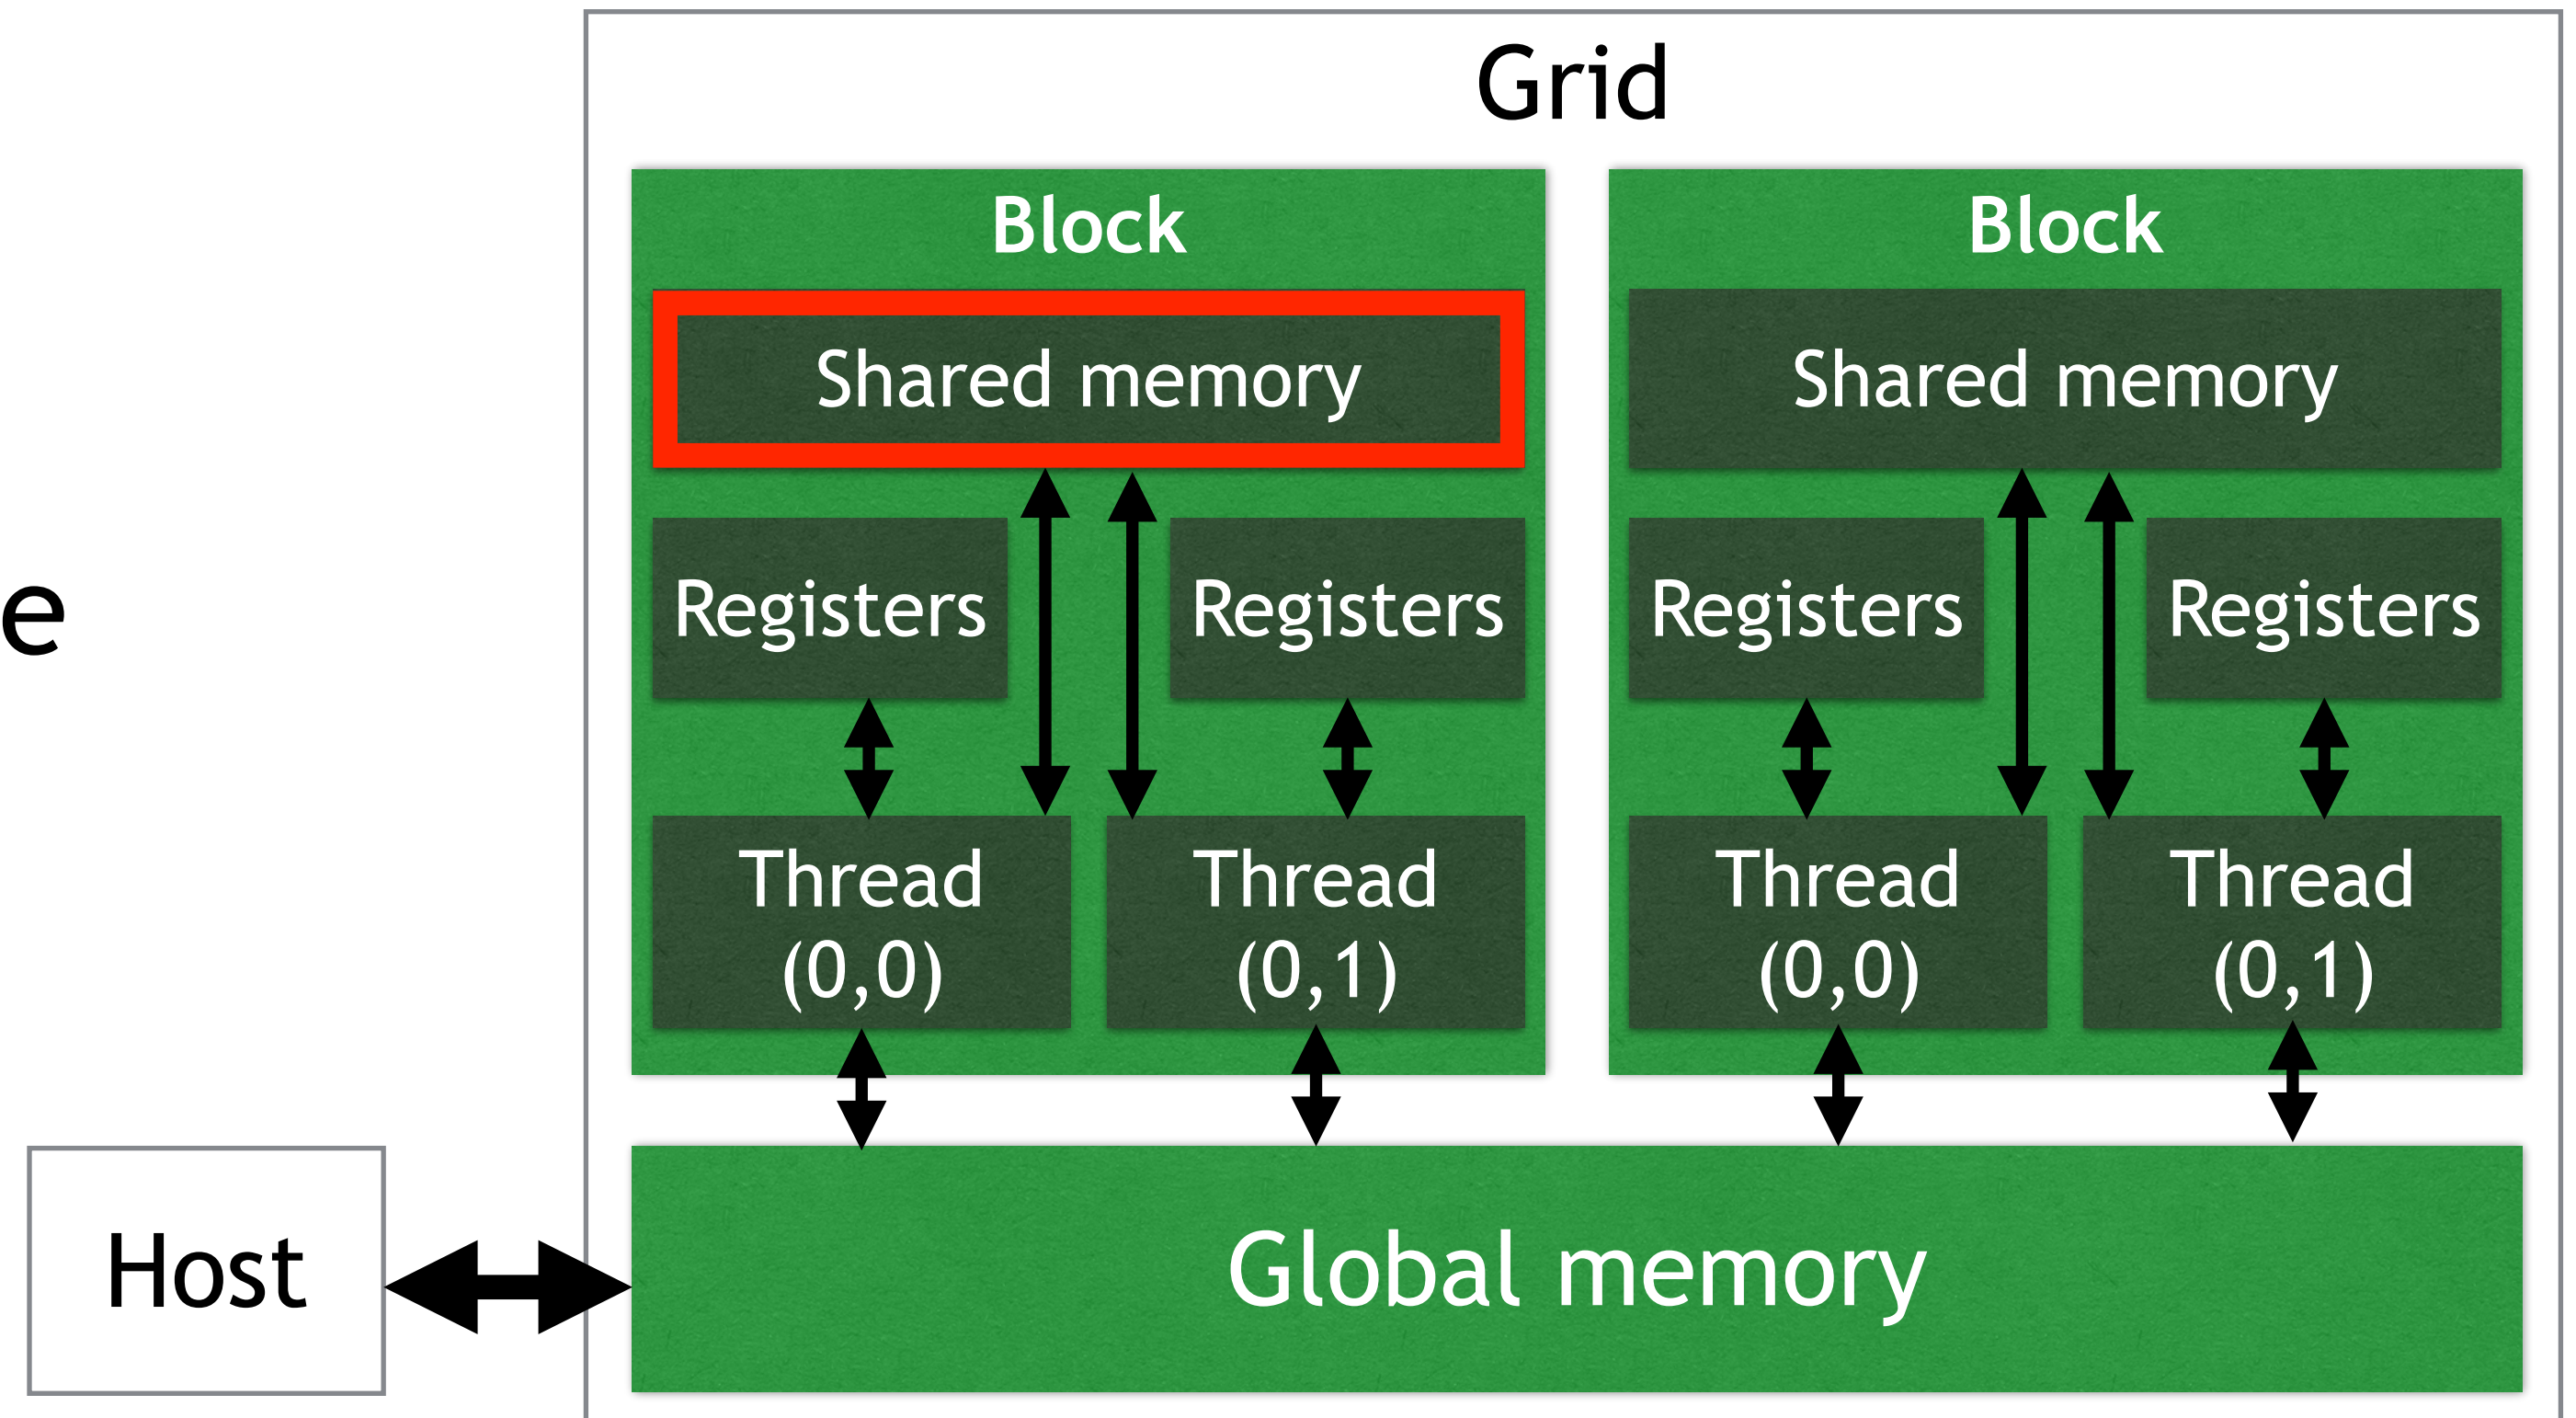 Grid
Block
Shared memory
Registers
Registers
Thread
(0,0)
Thread
(0,1)
Block
Shared memory
Registers
Registers
Thread
(0,0)
Thread
(0,1)
e
Host
Global memory